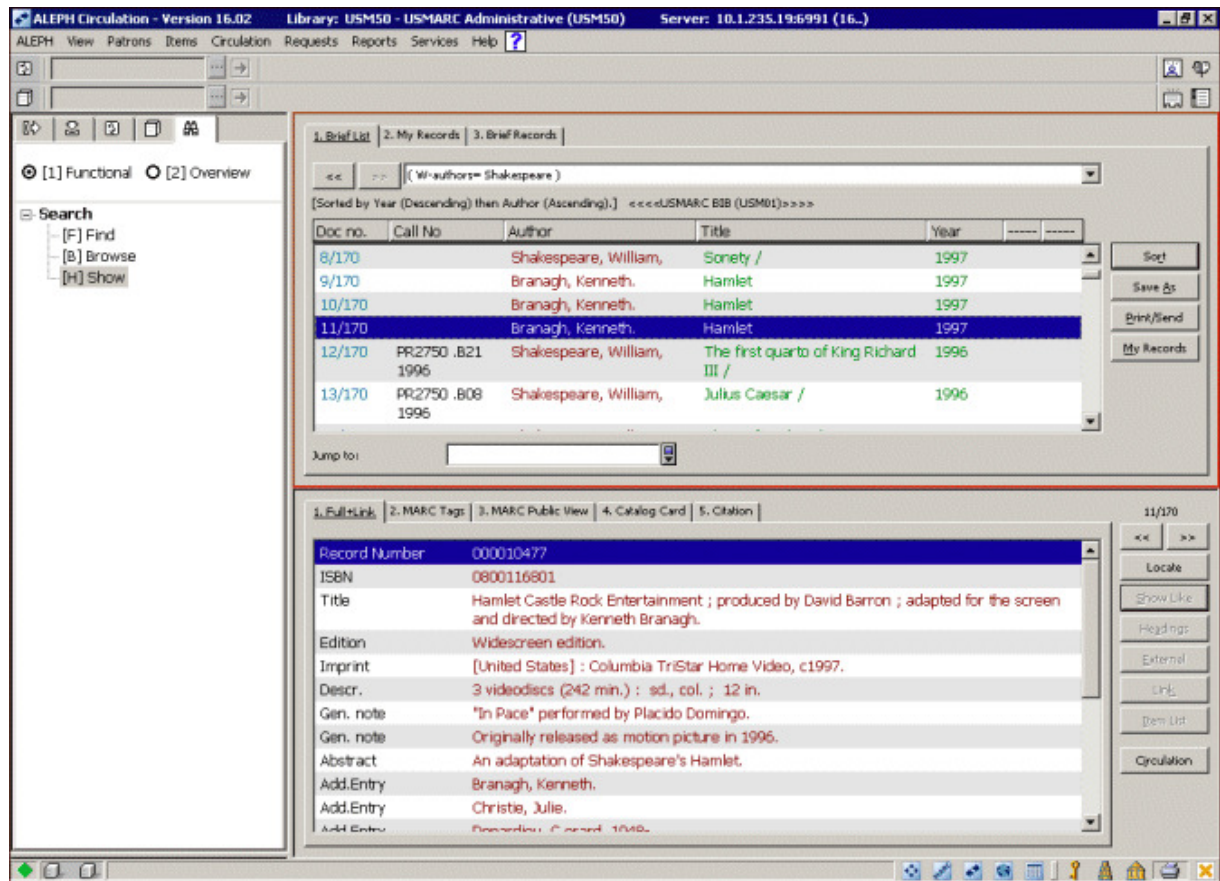 ALEPH Circulation - Version 16.02 Library: USM50 - USMARC Administrative (USM50) Server: 10.1.235.19:6991 (16..)
ALEPH View Patrons Items Circulation Requests Reports Services Help ?
[1] Functional [2] Overview
Search
[F] Find
[B] Browse
[H] Show
1. Brief List 2. My Records 3. Brief Records
<< >> ( W-authors= Shakespeare )
[Sorted by Year (Descending) then Author (Ascending).] <<<<USMARC BIB (USM01)>>>>
Doc no. Call No Author Title Year ----- -----
8/170 Shakespeare, William, Sonety / 1997
9/170 Branagh, Kenneth. Hamlet 1997
10/170 Branagh, Kenneth. Hamlet 1997
11/170 Branagh, Kenneth. Hamlet 1997
12/170 PR2750 .B21 Shakespeare, William, The first quarto of King Richard 1996
1996 III /
13/170 PR2750 .B08 Shakespeare, William, Julius Caesar / 1996
1996
Sort
Save As
Print/Send
My Records
Jump to:
1. Full+Link 2. MARC Tags 3. MARC Public View 4. Catalog Card 5. Citation
Record Number 000010477
ISBN 0800116801
Title Hamlet Castle Rock Entertainment ; produced by David Barron ; adapted for the screen
and directed by Kenneth Branagh.
Edition Widescreen edition.
Imprint [United States] : Columbia TriStar Home Video, c1997.
Descr. 3 videodiscs (242 min.) : sd., col. ; 12 in.
Gen. note "In Pace" performed by Placido Domingo.
Gen. note Originally released as motion picture in 1996.
Abstract An adaptation of Shakespeare's Hamlet.
Add.Entry Branagh, Kenneth.
Add.Entry Christie, Julie.
Add.Entry
11/170
<< >>
Locate
Show Like
Headings
External
Link
Item List
Circulation